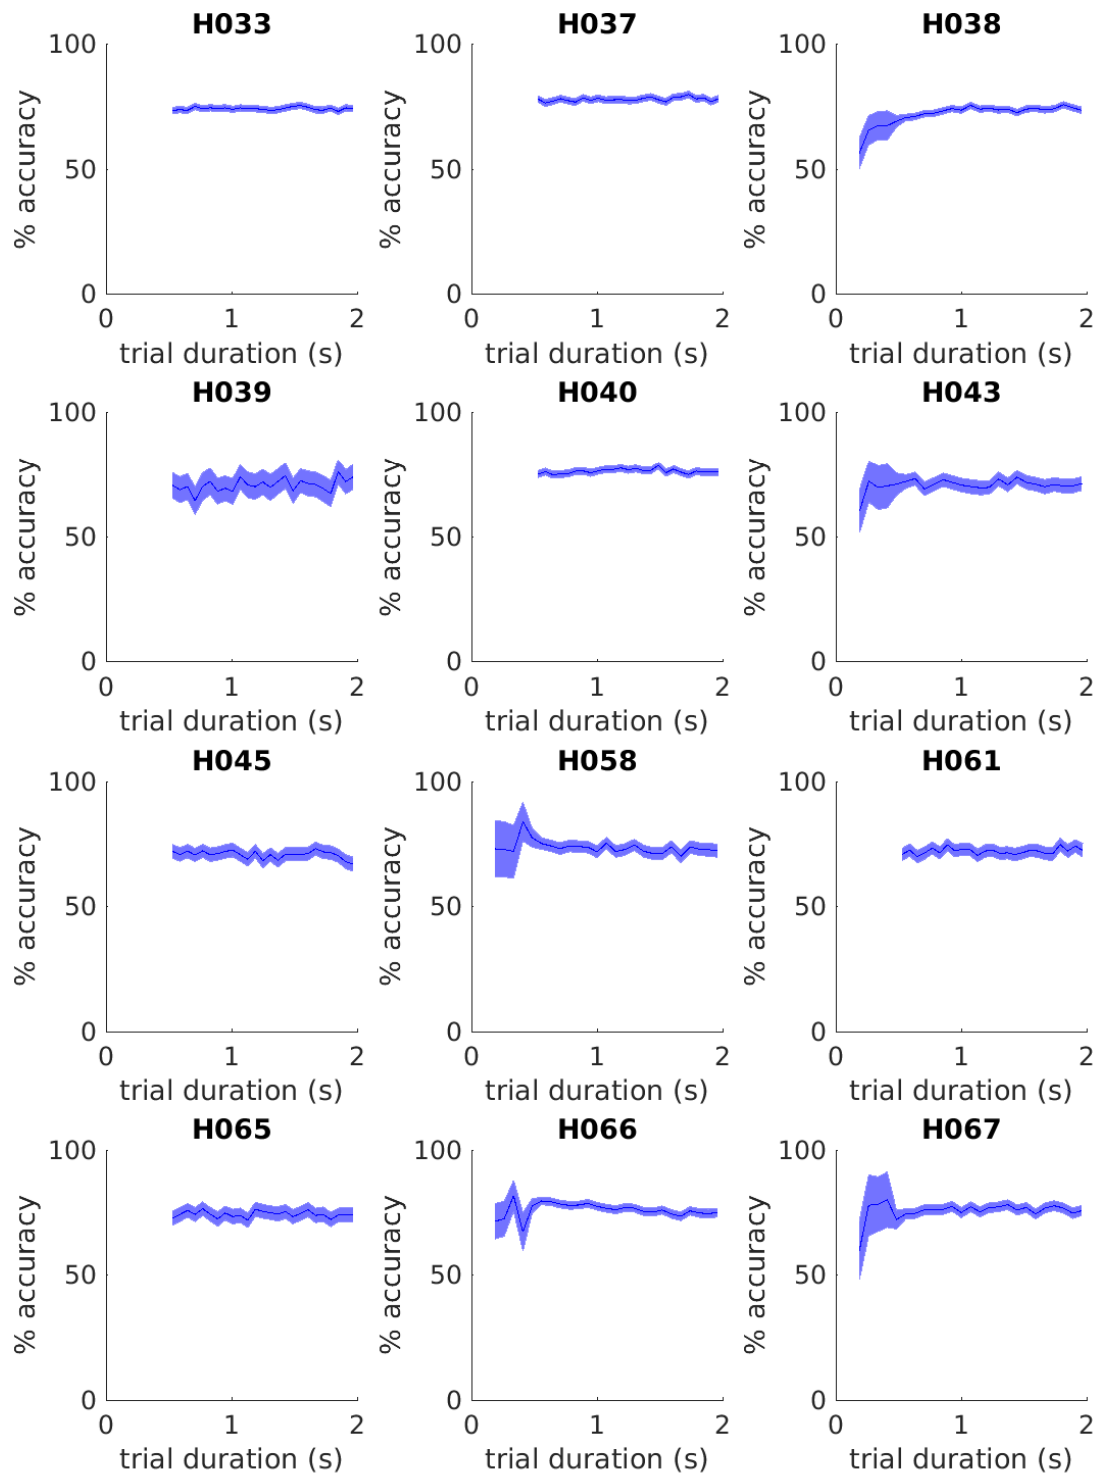 H033 H037 H038
100 100 100
% accuracy % accuracy % accuracy
50 50 50
0 0 0
0 1 2 0 1 2 0 1 2
trial duration (s) trial duration (s) trial duration (s)
H039 H040 H043
100 100 100
% accuracy % accuracy % accuracy
50 50 50
0 0 0
0 1 2 0 1 2 0 1 2
trial duration (s) trial duration (s) trial duration (s)
H045 H058 H061
100 100 100
% accuracy % accuracy % accuracy
50 50 50
0 0 0
0 1 2 0 1 2 0 1 2
trial duration (s) trial duration (s) trial duration (s)
H065 H066 H067
100 100 100
% accuracy % accuracy % accuracy
50 50 50
0 0 0
0 1 2 0 1 2 0 1 2
trial duration (s) trial duration (s) trial duration (s)